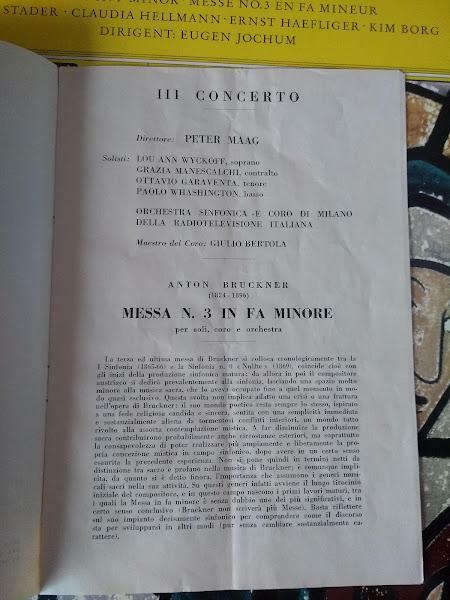 MINOR · MESSE NO.3 EN FA MINEUR
STADER · CLAUDIA HELLMANN · ERNST HAEFLIGER · KIM BORG
DIRIGENT: EUGEN JOCHUM
III CONCERTO
Direttore: PETER MAAG
Solisti: LOU ANN WYCKOFF, soprano
GRAZIA MANESCALCHI, contralto
OTTAVIO GARAVENTA, tenore
PAOLO WHASHINGTON, basso
ORCHESTRA SINFONICA E CORO DI MILANO
DELLA RADIOTELEVISIONE ITALIANA
Maestro del Coro: GIULIO BERTOLA
ANTON BRUCKNER
(1824 - 1896)
MESSA N. 3 IN FA MINORE
per soli, coro e orchestra
La terza ed ultima messa di Bruckner si colloca cronologicamente tra la
I Sinfonia (1865-66) e la Sinfonia n. 0 « Nullte » (1869), coincide cioè con
gli inizi della produzione sinfonica matura: da allora in poi il compositore
austriaco si dedica prevalentemente alla sinfonia, lasciando uno spazio molto
minore alla musica sacra, che lo aveva occupato fino a quel momento in mo-
do quasi esclusivo. Questa svolta non implica affatto una crisi o una frattura
nell'opera di Bruckner: il suo mondo poetico resta sempre lo stesso, ispirato
a una fede religiosa candida e sincera, sentita con una semplicità immediata
e sostanzialmente aliena da tormentosi conflitti interiori, un mondo tutto
rivolto alla assorta contemplazione mistica. A far diminuire la produzione
sacra contribuirono probabilmente anche circostanze esteriori, ma soprattutto
la consapevolezza di poter realizzare più ampiamente e liberamente la pro-
pria concezione mistica in campo sinfonico, dopo avere in un certo senso
esaurita la precedente esperienza. Non si pone quindi in termini netti la
distinzione tra sacro e profano nella musica di Bruckner; e comunque impli-
cita, da quanto si è detto finora, l'importanza che assumono i generi musi-
cali sacri nella sua attività. Su questi generi infatti avviene il lungo tirocinio
iniziale del compositore, e in questo campo nascono i primi lavori maturi, tra
i quali la Messa in fa minore è senza dubbio uno dei più significativi, e in
certo senso conclusivo (Bruckner non scriverà più Messe). Basta riflettere
sul suo impianto decisamente sinfonico per comprendere come il discorso
sta per svilupparsi in altri modi (pur senza cambiare sostanzialmente ca-
rattere).